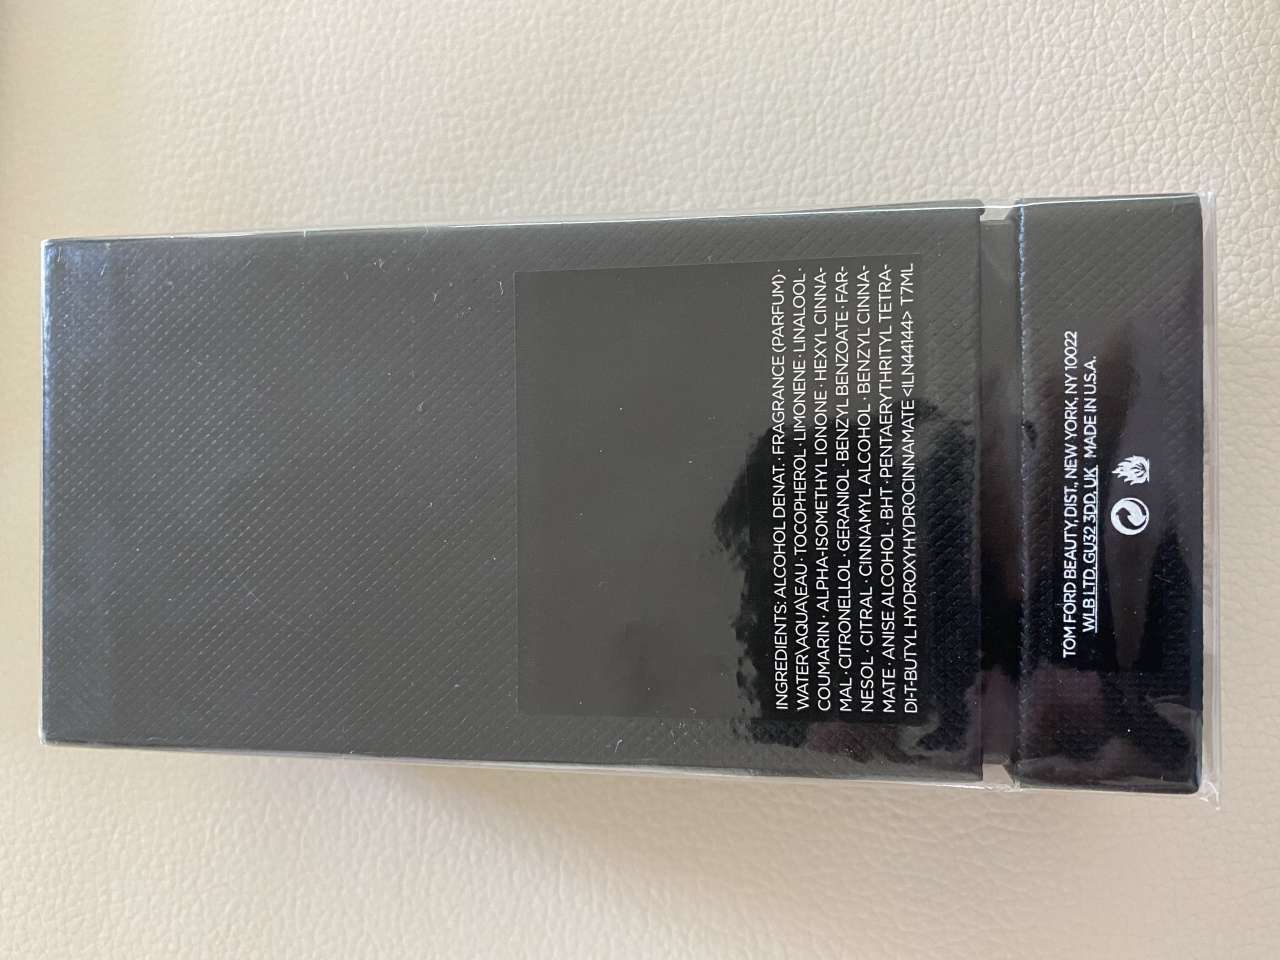 INGREDIENTS: ALCOHOL DENAT. · FRAGRANCE (PARFUM) ·
WATER\AQUA\EAU · TOCOPHEROL · LIMONENE · LINALOOL ·
COUMARIN · ALPHA-ISOMETHYL IONONE · HEXYL CINNA-
MAL · CITRONELLOL · GERANIOL · BENZYL BENZOATE · FAR-
NESOL · CITRAL · CINNAMYL ALCOHOL · BENZYL CINNA-
MATE · ANISE ALCOHOL · BHT · PENTAERYTHRITYL TETRA-
DI-T-BUTYL HYDROXYHYDROCINNAMATE <ILN44144> T7ML
TOM FORD BEAUTY, DIST., NEW YORK, NY 10022
WLB LTD, GU32 3DD, UK MADE IN U.S.A.